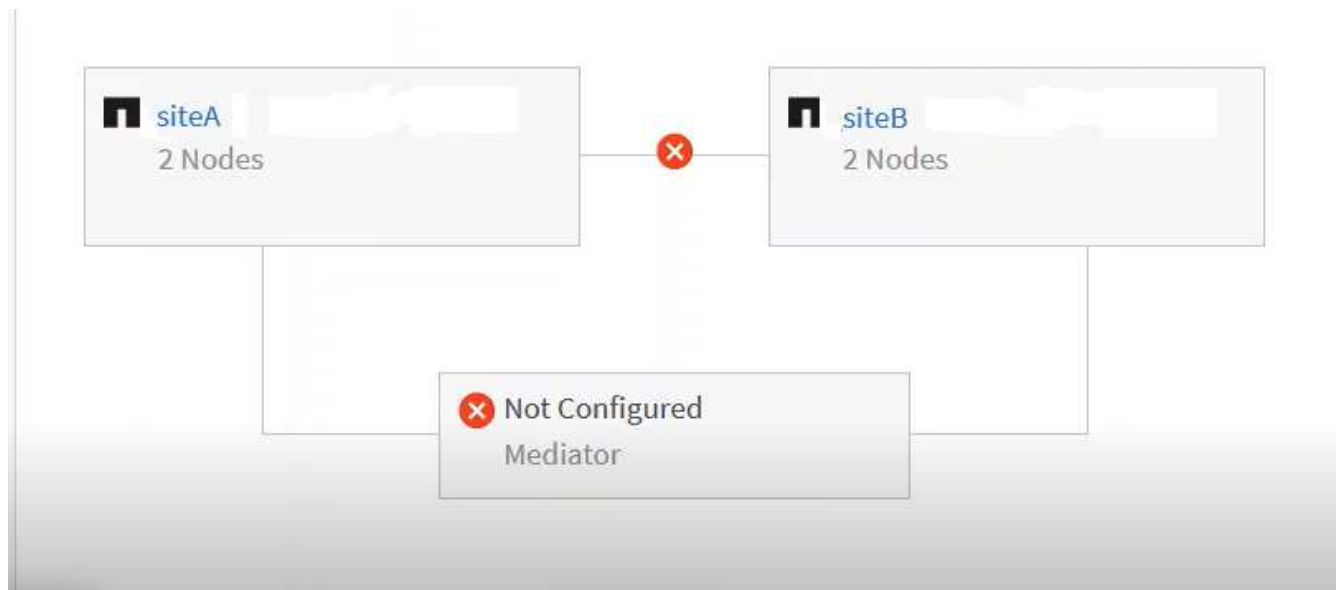 siteA
2 Nodes
siteB
2 Nodes
Not Configured
Mediator